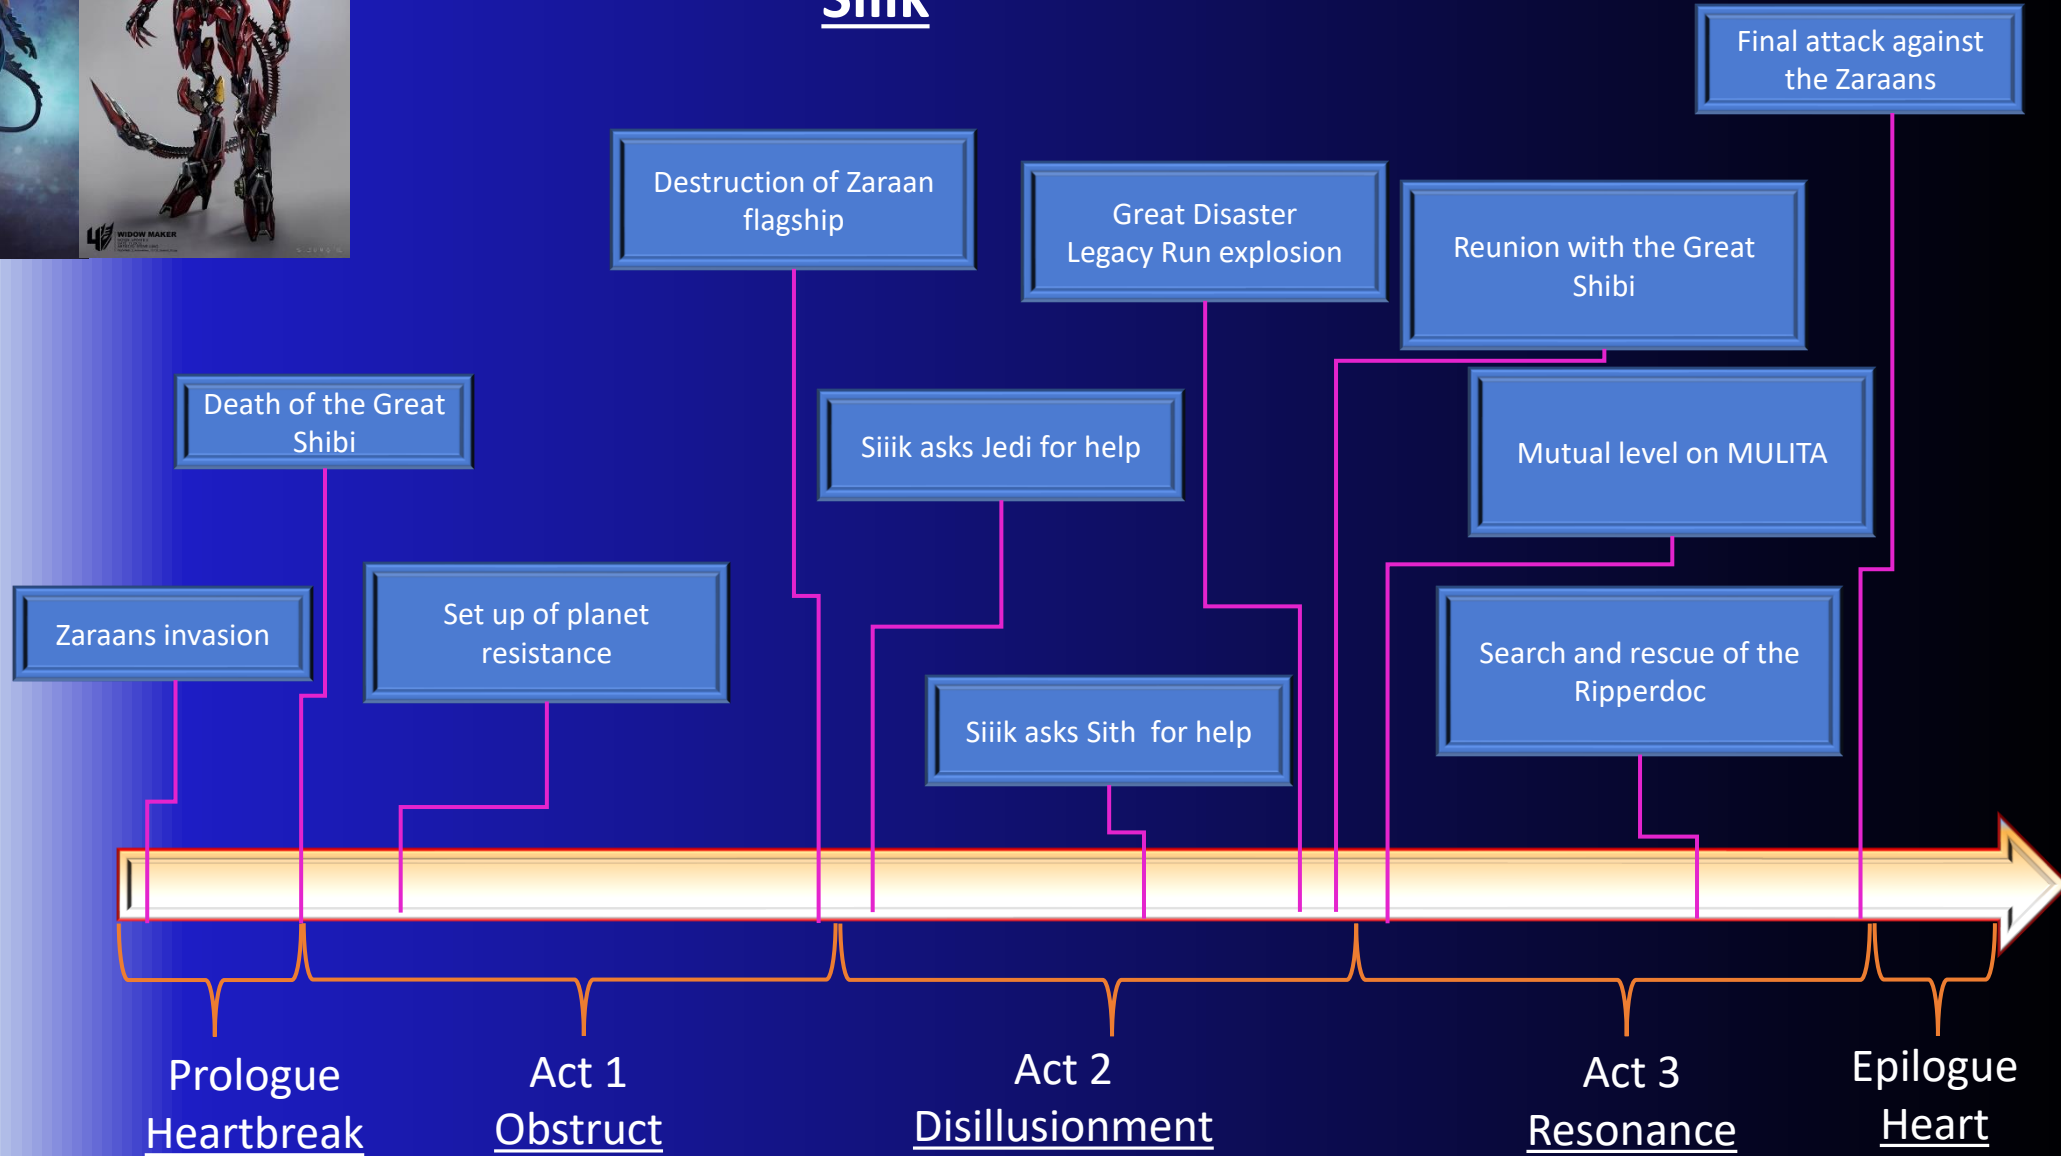 Siiik
WIDOW MAKER
Final attack against
the Zaraans
Destruction of Zaraan
flagship
Great Disaster
Legacy Run explosion
Reunion with the Great
Shibi
Death of the Great
Shibi
Siiik asks Jedi for help
Mutual level on MULITA
Zaraans invasion
Set up of planet
resistance
Search and rescue of the
Ripperdoc
Siiik asks Sith  for help
Prologue
Heartbreak
Act 1
Obstruct
Act 2
Disillusionment
Act 3
Resonance
Epilogue
Heart